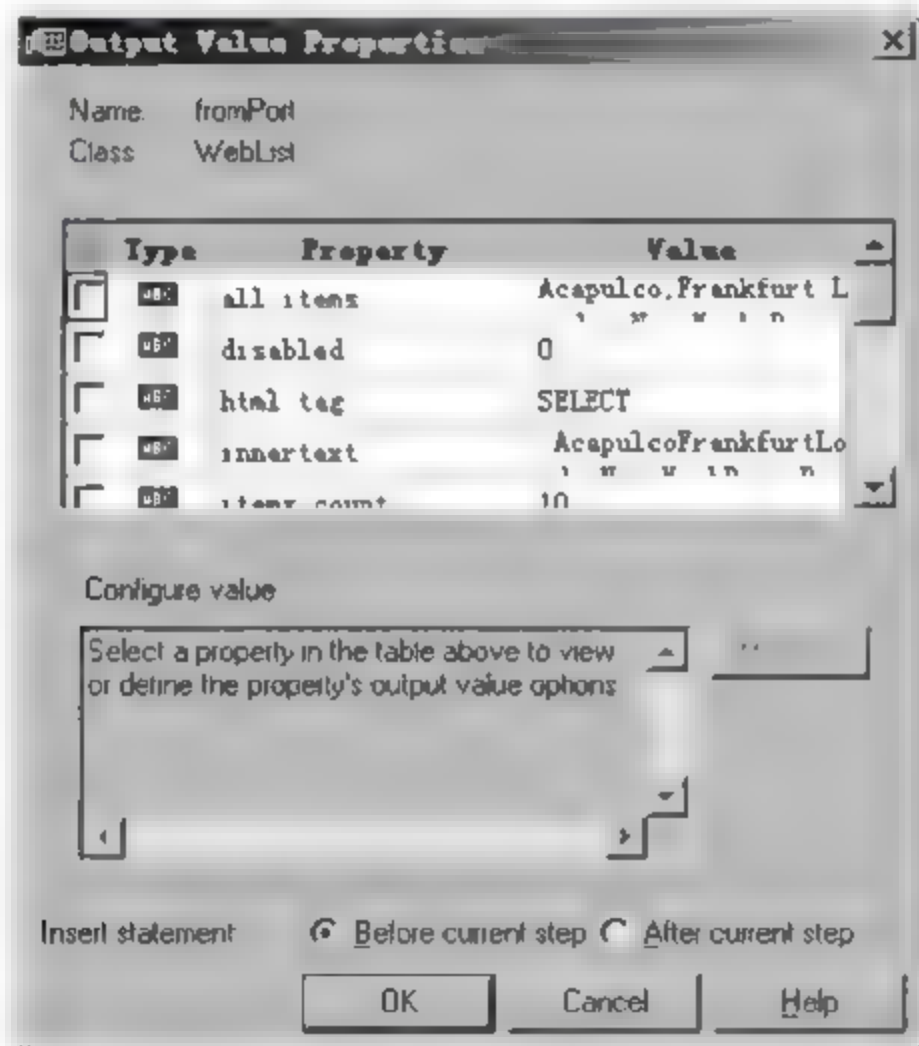 Output Value Properties
Name: fromPort
Class WebList
Type Property Value
all items Acapulco,Frankfurt L
disabled 0
html tag SELECT
innertext AcapulcoFrankfurtLo
items count 10
Configure value
Select a property in the table above to view
or define the property's output value options
Insert statement Before current step After current step
OK Cancel Help